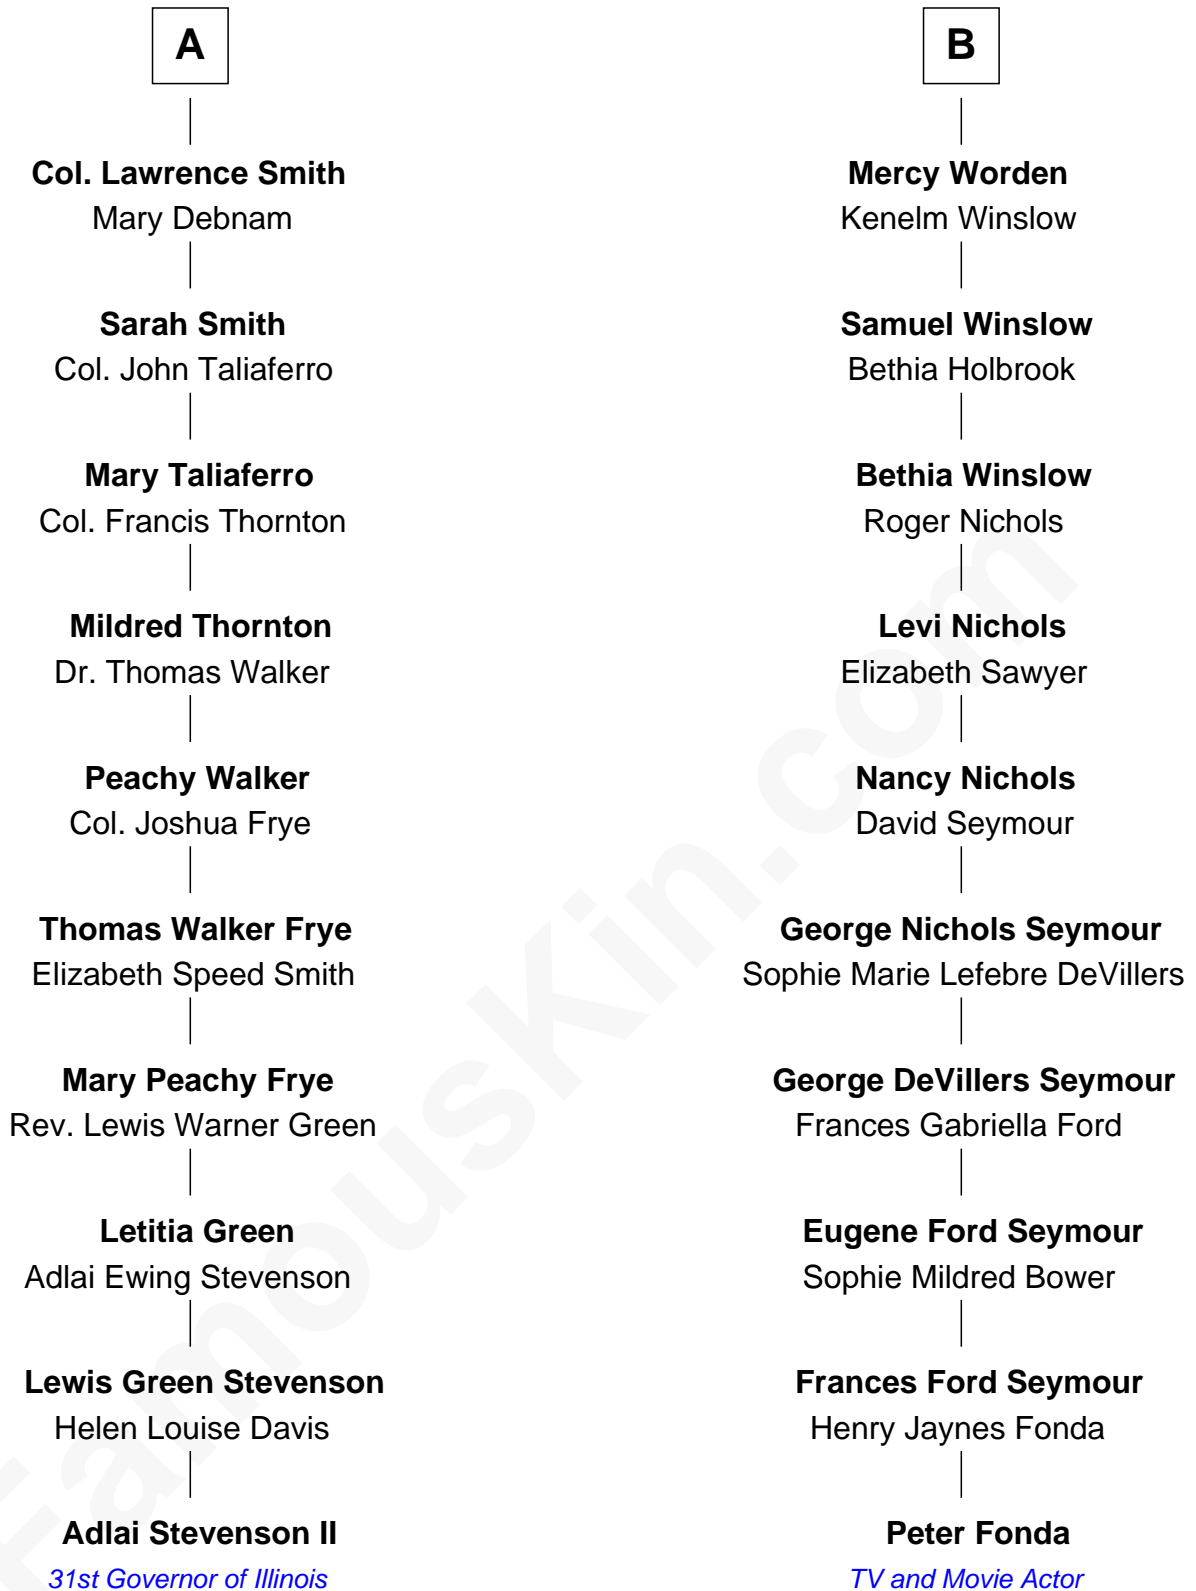 A
Col. Lawrence Smith
Mary Debnam
Sarah Smith
Col. John Taliaferro
Mary Taliaferro
Col. Francis Thornton
Mildred Thornton
Dr. Thomas Walker
Peachy Walker
Col. Joshua Frye
Thomas Walker Frye
Elizabeth Speed Smith
Mary Peachy Frye
Rev. Lewis Warner Green
Letitia Green
Adlai Ewing Stevenson
Lewis Green Stevenson
Helen Louise Davis
Adlai Stevenson II
31st Governor of Illinois
B
Mercy Worden
Kenelm Winslow
Samuel Winslow
Bethia Holbrook
Bethia Winslow
Roger Nichols
Levi Nichols
Elizabeth Sawyer
Nancy Nichols
David Seymour
George Nichols Seymour
Sophie Marie Lefebre DeVillers
George DeVillers Seymour
Frances Gabriella Ford
Eugene Ford Seymour
Sophie Mildred Bower
Frances Ford Seymour
Henry Jaynes Fonda
Peter Fonda
TV and Movie Actor
FamousKin.com